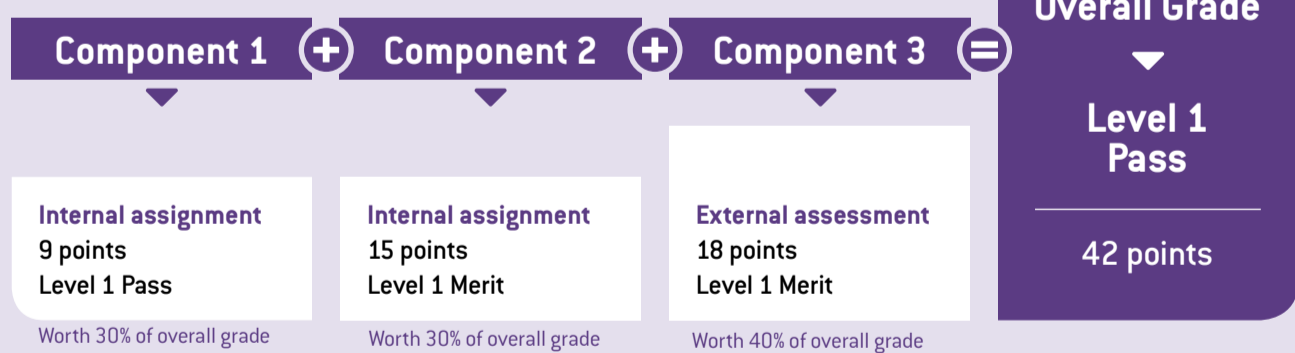 Overall Grade
Component 1 + Component 2 + Component 3 =
Level 1
Pass
42 points
Internal assignment
9 points
Level 1 Pass
Worth 30% of overall grade
Internal assignment
15 points
Level 1 Merit
Worth 30% of overall grade
External assessment
18 points
Level 1 Merit
Worth 40% of overall grade